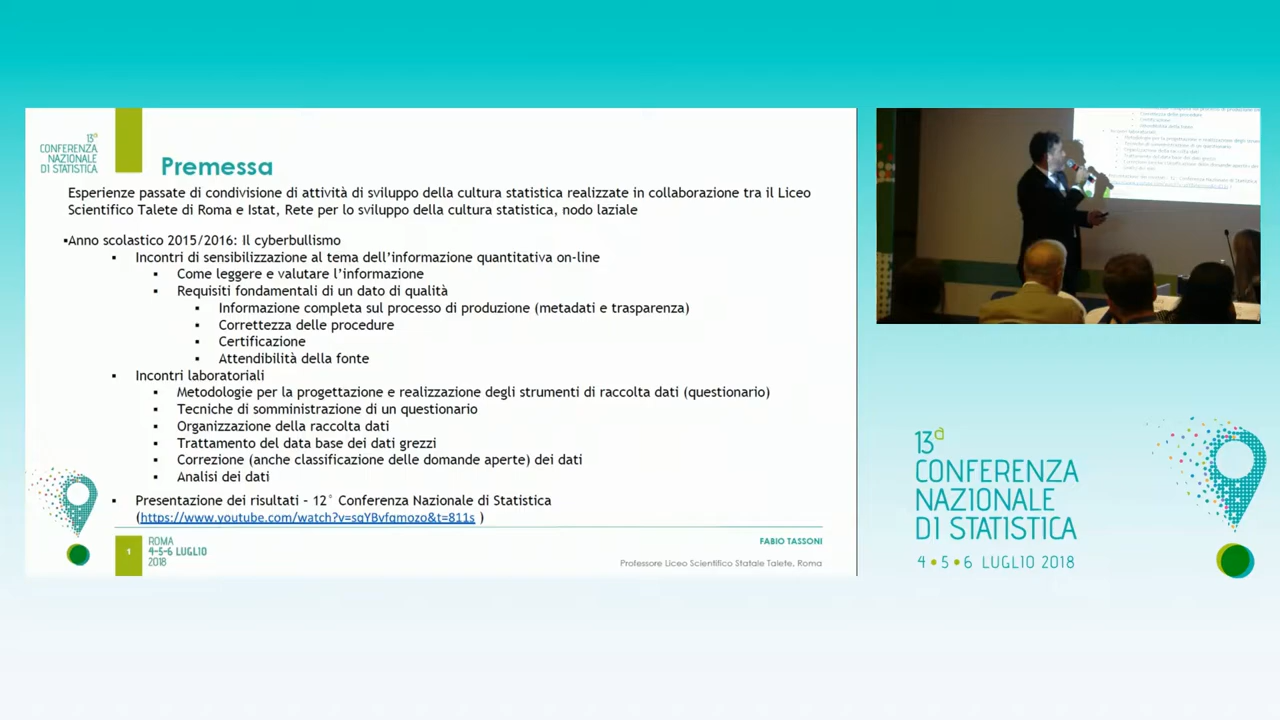 13ª
CONFERENZA
NAZIONALE
DI STATISTICA
Premessa
Esperienze passate di condivisione di attività di sviluppo della cultura statistica realizzate in collaborazione tra il Liceo
Scientifico Talete di Roma e Istat, Rete per lo sviluppo della cultura statistica, nodo laziale
▪Anno scolastico 2015/2016: Il cyberbullismo
▪ Incontri di sensibilizzazione al tema dell'informazione quantitativa on-line
▪ Come leggere e valutare l'informazione
▪ Requisiti fondamentali di un dato di qualità
▪ Informazione completa sul processo di produzione (metadati e trasparenza)
▪ Correttezza delle procedure
▪ Certificazione
▪ Attendibilità della fonte
▪ Incontri laboratoriali
▪ Metodologie per la progettazione e realizzazione degli strumenti di raccolta dati (questionario)
▪ Tecniche di somministrazione di un questionario
▪ Organizzazione della raccolta dati
▪ Trattamento del data base dei dati grezzi
▪ Correzione (anche classificazione delle domande aperte) dei dati
▪ Analisi dei dati
▪ Presentazione dei risultati – 12° Conferenza Nazionale di Statistica
(https://www.youtube.com/watch?v=sqYBvfqmozo&t=811s )
1
ROMA
4-5-6 LUGLIO
2018
FABIO TASSONI
Professore Liceo Scientifico Statale Talete, Roma
13ª
CONFERENZA
NAZIONALE
DI STATISTICA
4•5•6 LUGLIO 2018